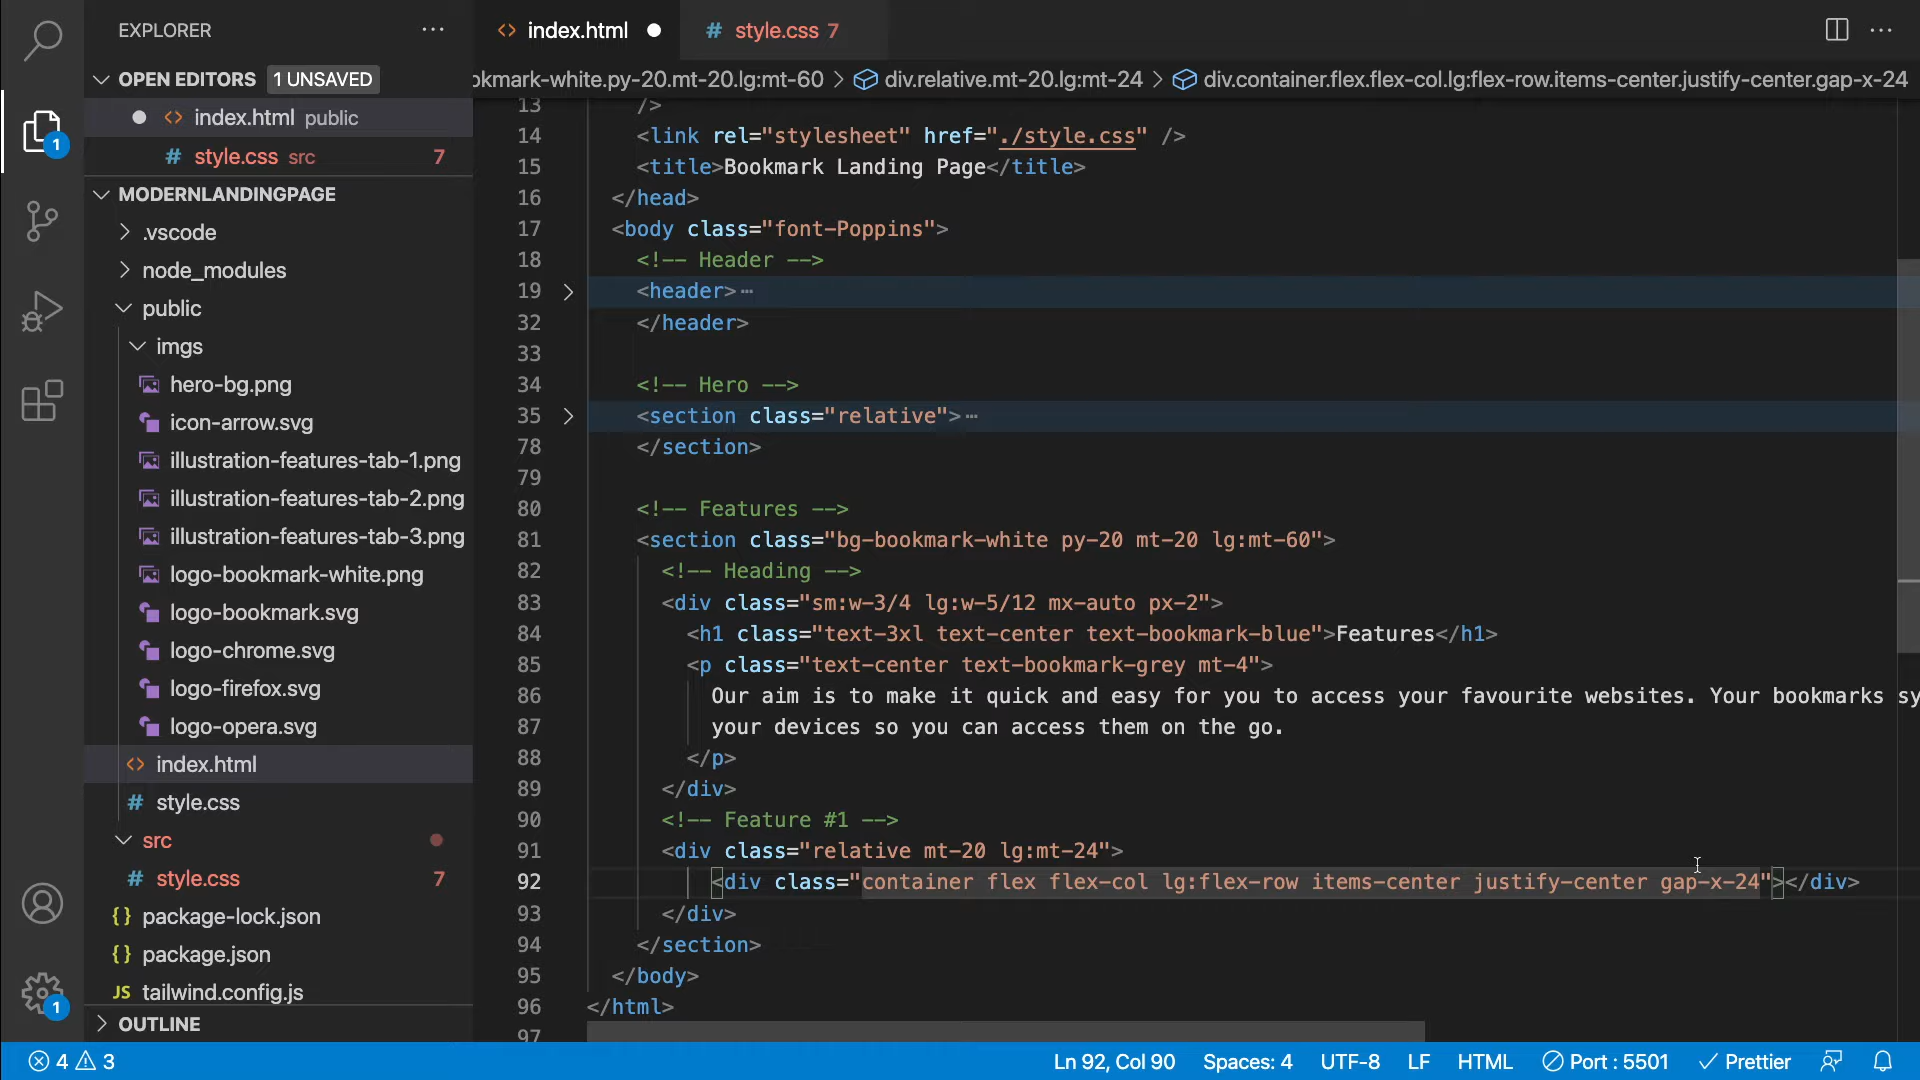 EXPLORER
OPEN EDITORS 1 UNSAVED
index.html public
style.css src 7
MODERNLANDINGPAGE
.vscode
node_modules
public
imgs
hero-bg.png
icon-arrow.svg
illustration-features-tab-1.png
illustration-features-tab-2.png
illustration-features-tab-3.png
logo-bookmark-white.png
logo-bookmark.svg
logo-chrome.svg
logo-firefox.svg
logo-opera.svg
index.html
style.css
src
style.css 7
package-lock.json
package.json
JS tailwind.config.js
OUTLINE
1
1
index.html
style.css 7
okmark-white.py-20.mt-20.lg:mt-60 > div.relative.mt-20.lg:mt-24 > div.container.flex.flex-col.lg:flex-row.items-center.justify-center.gap-x-24
13 />
14 <link rel="stylesheet" href="./style.css" />
15 <title>Bookmark Landing Page</title>
16 </head>
17 <body class="font-Poppins">
18 <!-- Header -->
19 <header>⋯
32 </header>
33
34 <!-- Hero -->
35 <section class="relative">⋯
78 </section>
79
80 <!-- Features -->
81 <section class="bg-bookmark-white py-20 mt-20 lg:mt-60">
82 <!-- Heading -->
83 <div class="sm:w-3/4 lg:w-5/12 mx-auto px-2">
84 <h1 class="text-3xl text-center text-bookmark-blue">Features</h1>
85 <p class="text-center text-bookmark-grey mt-4">
86 Our aim is to make it quick and easy for you to access your favourite websites. Your bookmarks sy
87 your devices so you can access them on the go.
88 </p>
89 </div>
90 <!-- Feature #1 -->
91 <div class="relative mt-20 lg:mt-24">
92 <div class="container flex flex-col lg:flex-row items-center justify-center gap-x-24"></div>
93 </div>
94 </section>
95 </body>
96 </html>
97
4 3
Ln 92, Col 90 Spaces: 4 UTF-8 LF HTML Port : 5501 Prettier